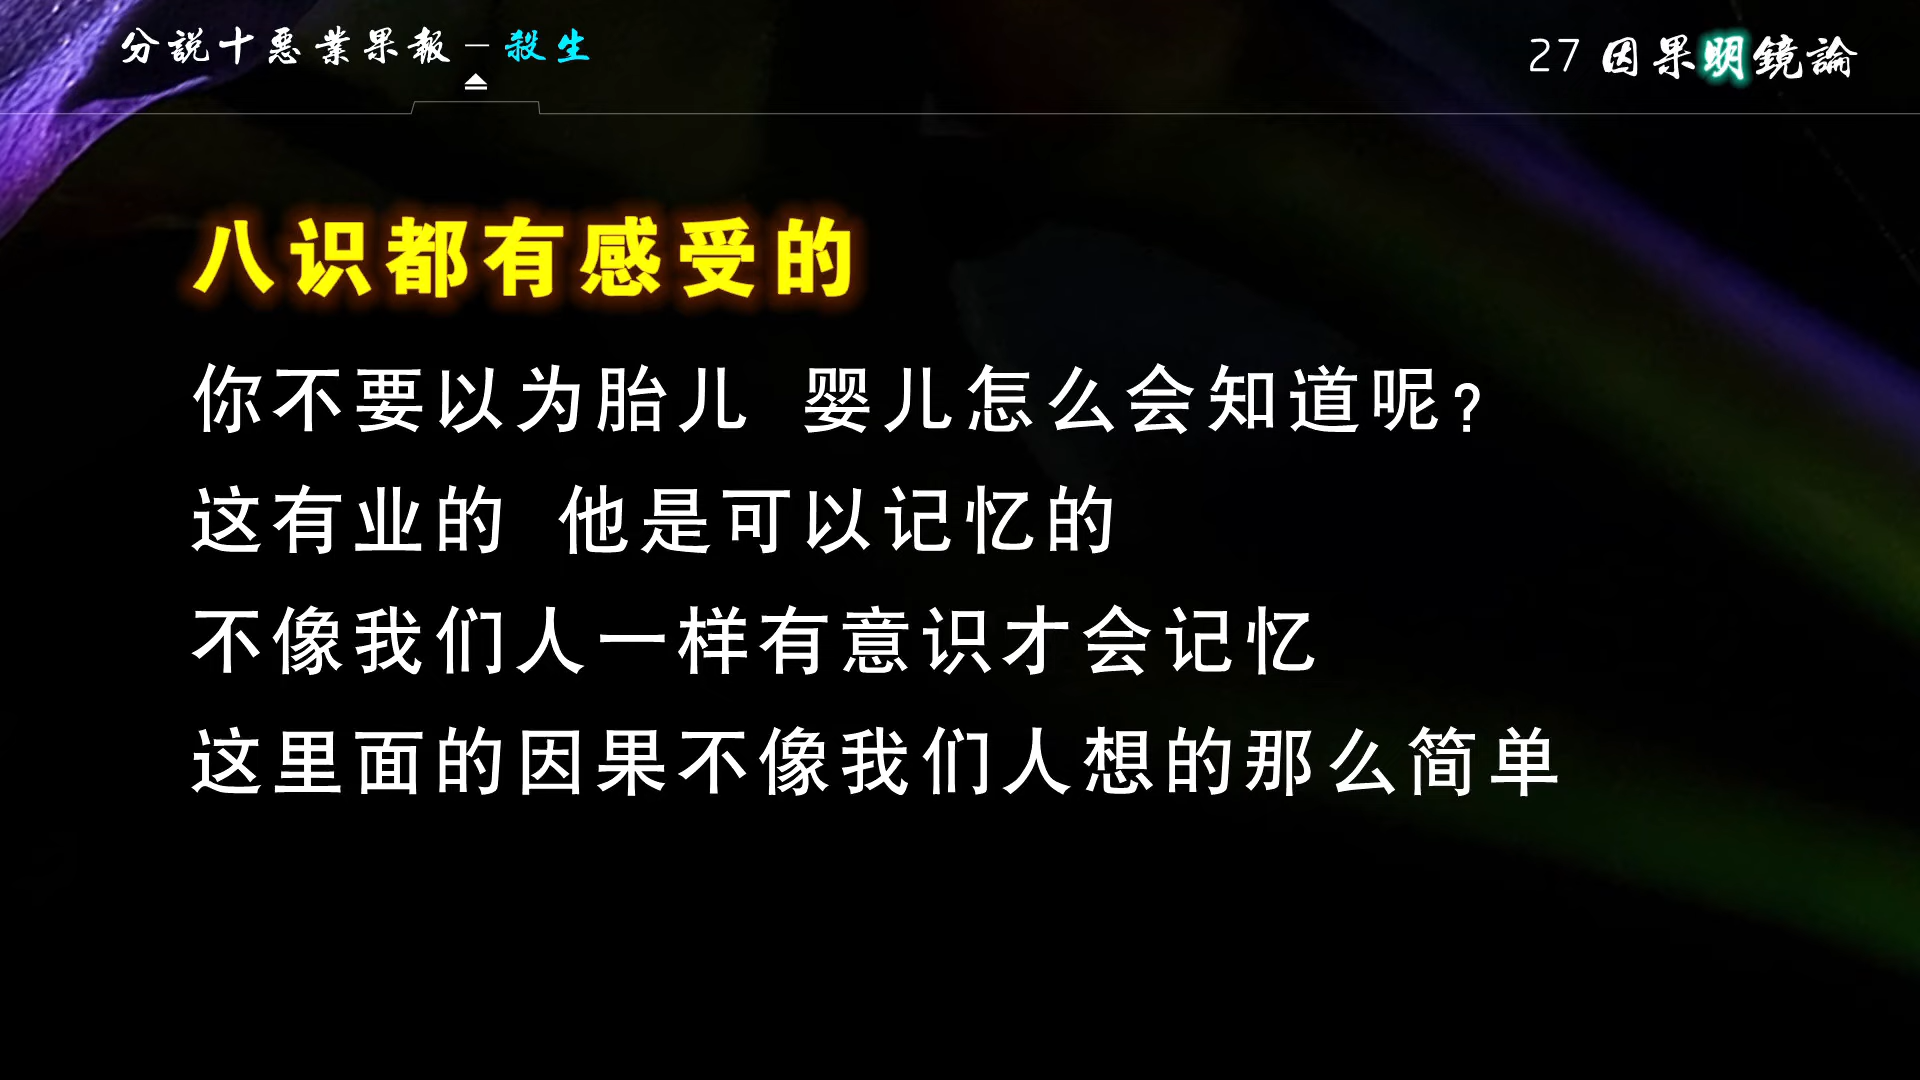 分說十惡業果報－殺生
27 因果明鏡論
八识都有感受的
你不要以为胎儿 婴儿怎么会知道呢?
这有业的 他是可以记忆的
不像我们人一样有意识才会记忆
这里面的因果不像我们人想的那么简单